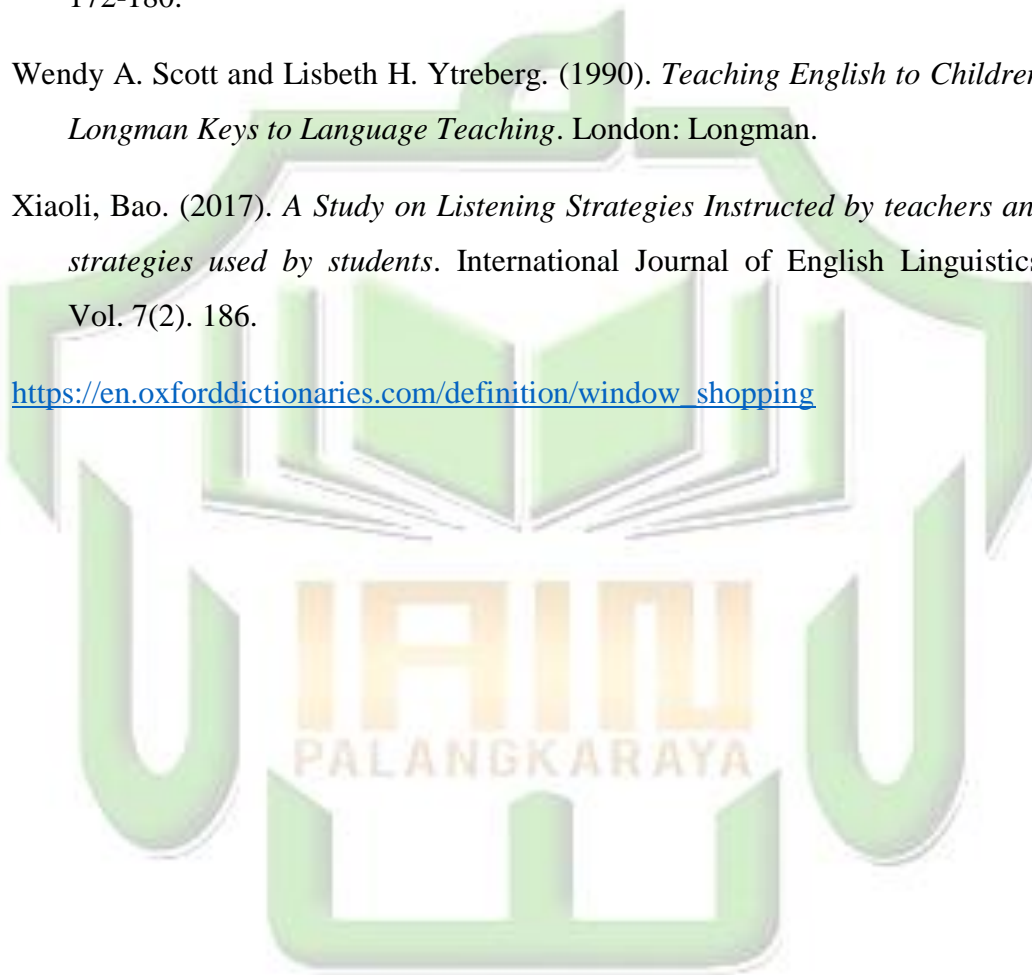 172-180.
Wendy A. Scott and Lisbeth H. Ytreberg. (1990). Teaching English to Children
Longman Keys to Language Teaching. London: Longman.
Xiaoli, Bao. (2017). A Study on Listening Strategies Instructed by teachers an
strategies used by students. International Journal of English Linguistics
Vol. 7(2). 186.
https://en.oxforddictionaries.com/definition/window_shopping
IAIN
PALANGKARAYA